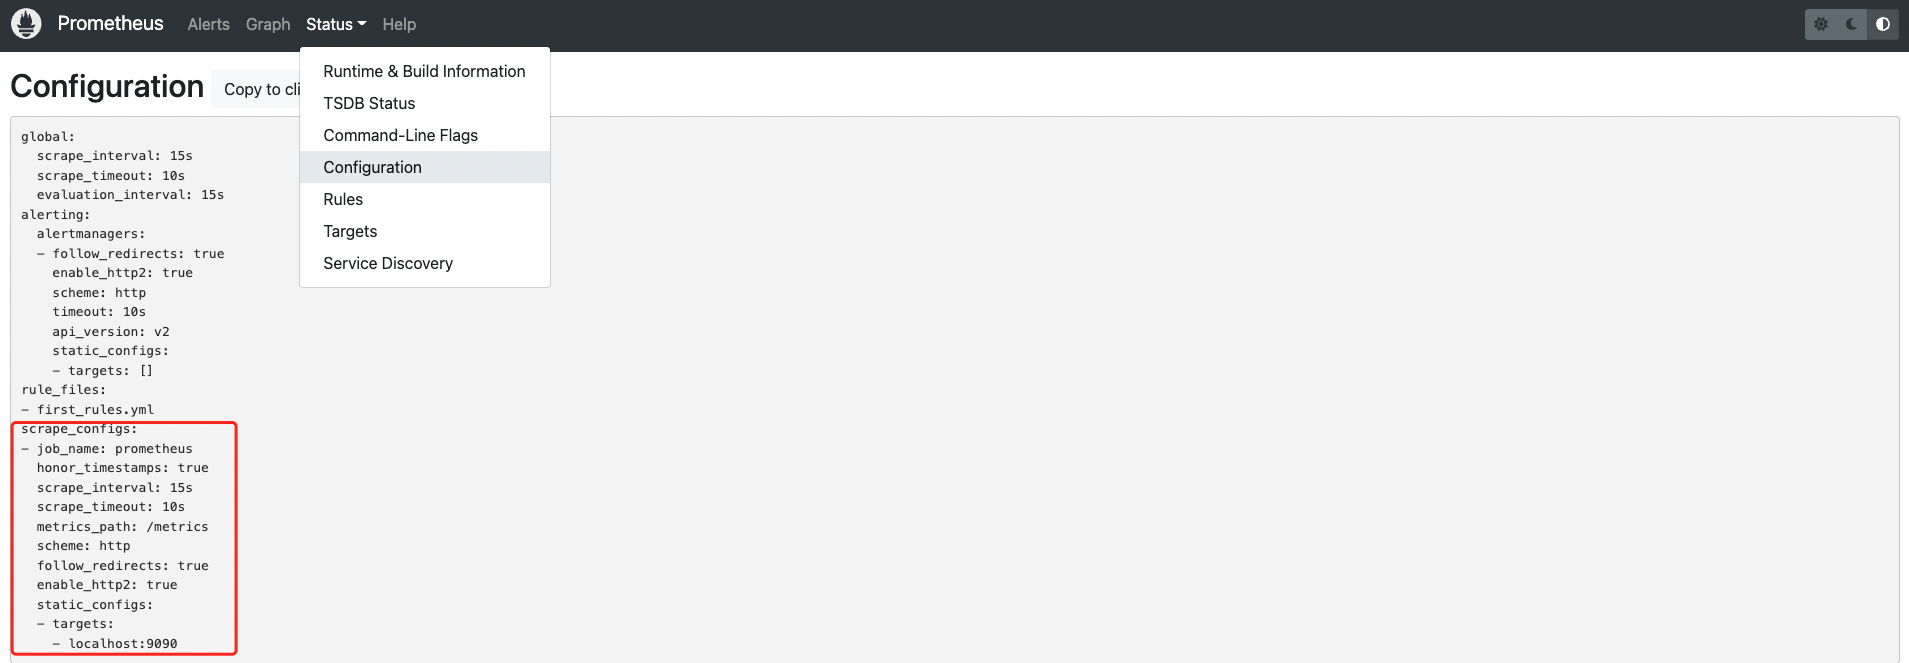 Prometheus Alerts Graph Status Help
Runtime & Build Information
TSDB Status
Command-Line Flags
Configuration
Rules
Targets
Service Discovery
Configuration Copy to cli
global:
  scrape_interval: 15s
  scrape_timeout: 10s
  evaluation_interval: 15s
alerting:
  alertmanagers:
  - follow_redirects: true
    enable_http2: true
    scheme: http
    timeout: 10s
    api_version: v2
    static_configs:
    - targets: []
rule_files:
- first_rules.yml
scrape_configs:
- job_name: prometheus
  honor_timestamps: true
  scrape_interval: 15s
  scrape_timeout: 10s
  metrics_path: /metrics
  scheme: http
  follow_redirects: true
  enable_http2: true
  static_configs:
  - targets:
    - localhost:9090